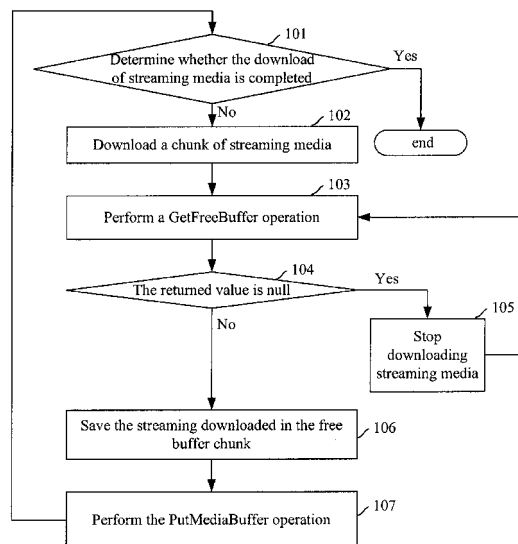 101
Determine whether the download
of streaming media is completed
Yes
No
end
102
Download a chunk of streaming media
103
Perform a GetFreeBuffer operation
104
The returned value is null
Yes
No
105
Stop
downloading
streaming media
Save the streaming downloaded in the free
buffer chunk
106
Perform the PutMediaBuffer operation
107